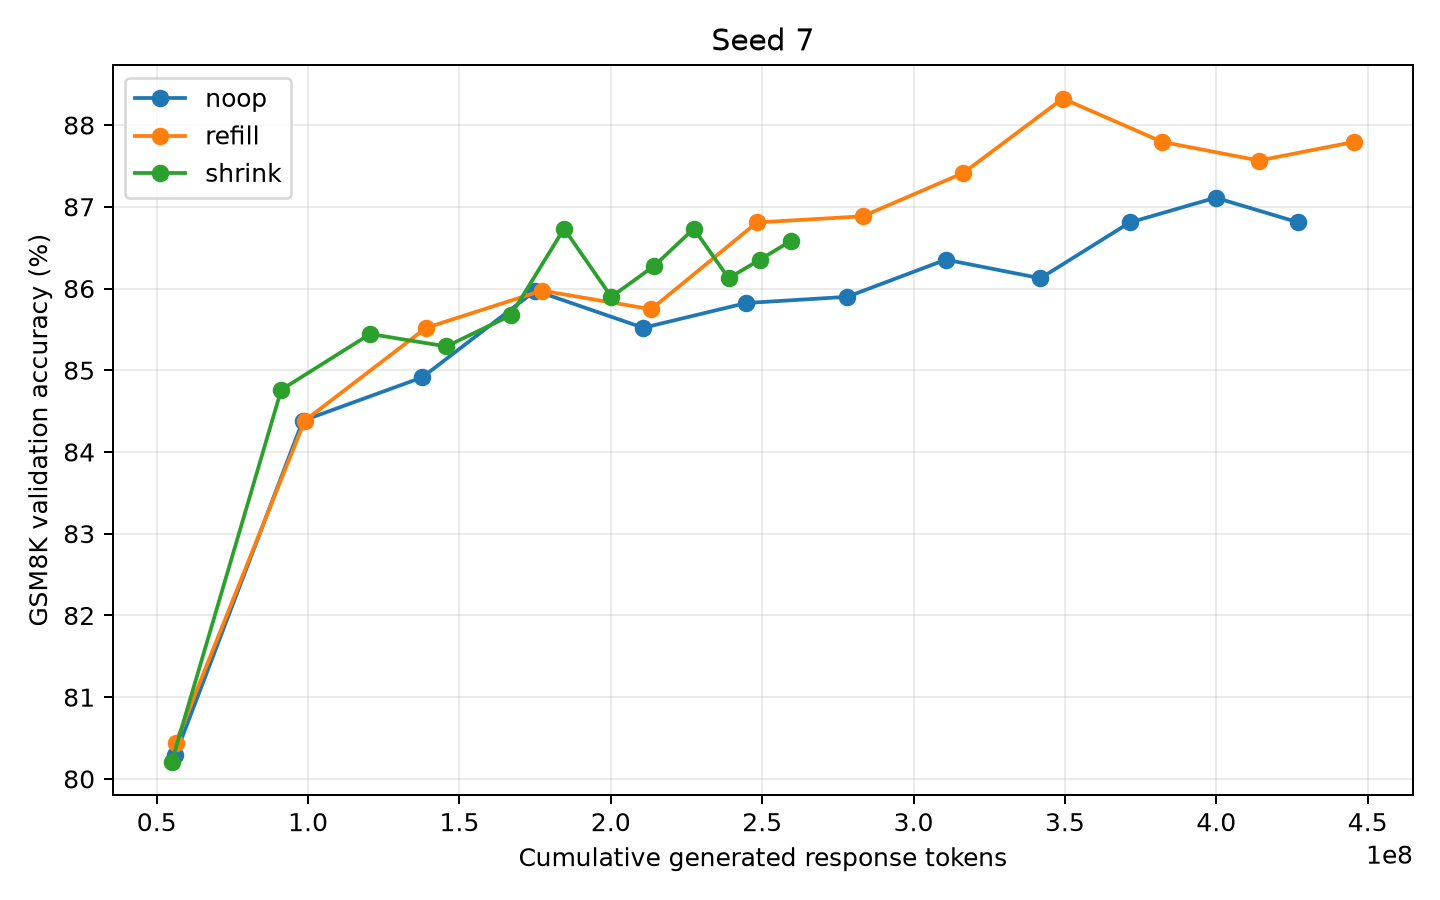 Seed 7
noop
refill
shrink
88
87
86
85
84
83
82
81
80
GSM8K validation accuracy (%)
0.5 1.0 1.5 2.0 2.5 3.0 3.5 4.0 4.5
1e8
Cumulative generated response tokens